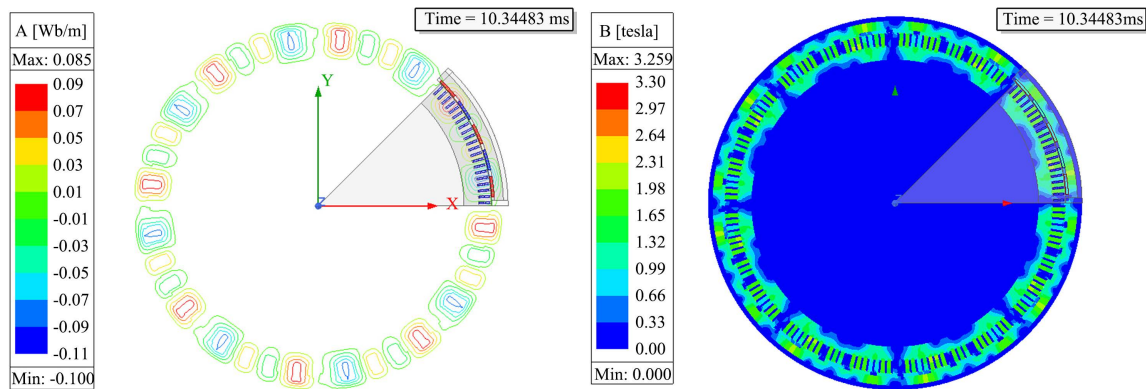 A [Wb/m]
Max: 0.085
0.09
0.07
0.05
0.03
0.01
-0.01
-0.03
-0.05
-0.07
-0.09
-0.11
Min: -0.100
Time = 10.34483 ms
Y
X
Z
B [tesla]
Max: 3.259
3.30
2.97
2.64
2.31
1.98
1.65
1.32
0.99
0.66
0.33
0.00
Min: 0.000
Time = 10.34483ms